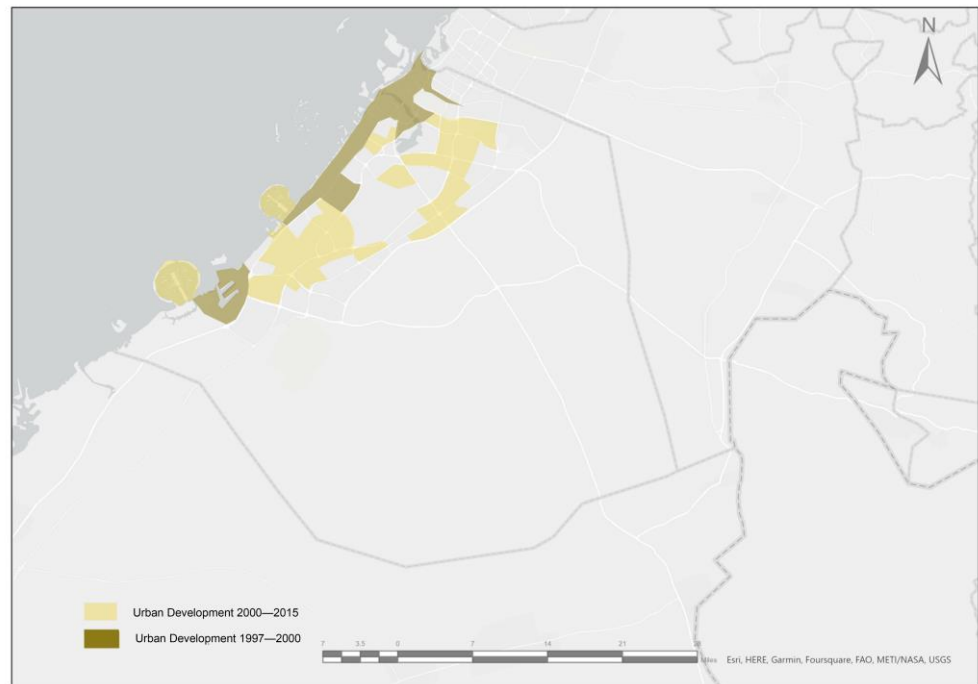 N
Urban Development 2000—2015
Urban Development 1997—2000
7 3.5 0 7 14 21 28
Miles
Esri, HERE, Garmin, Foursquare, FAO, METI/NASA, USGS